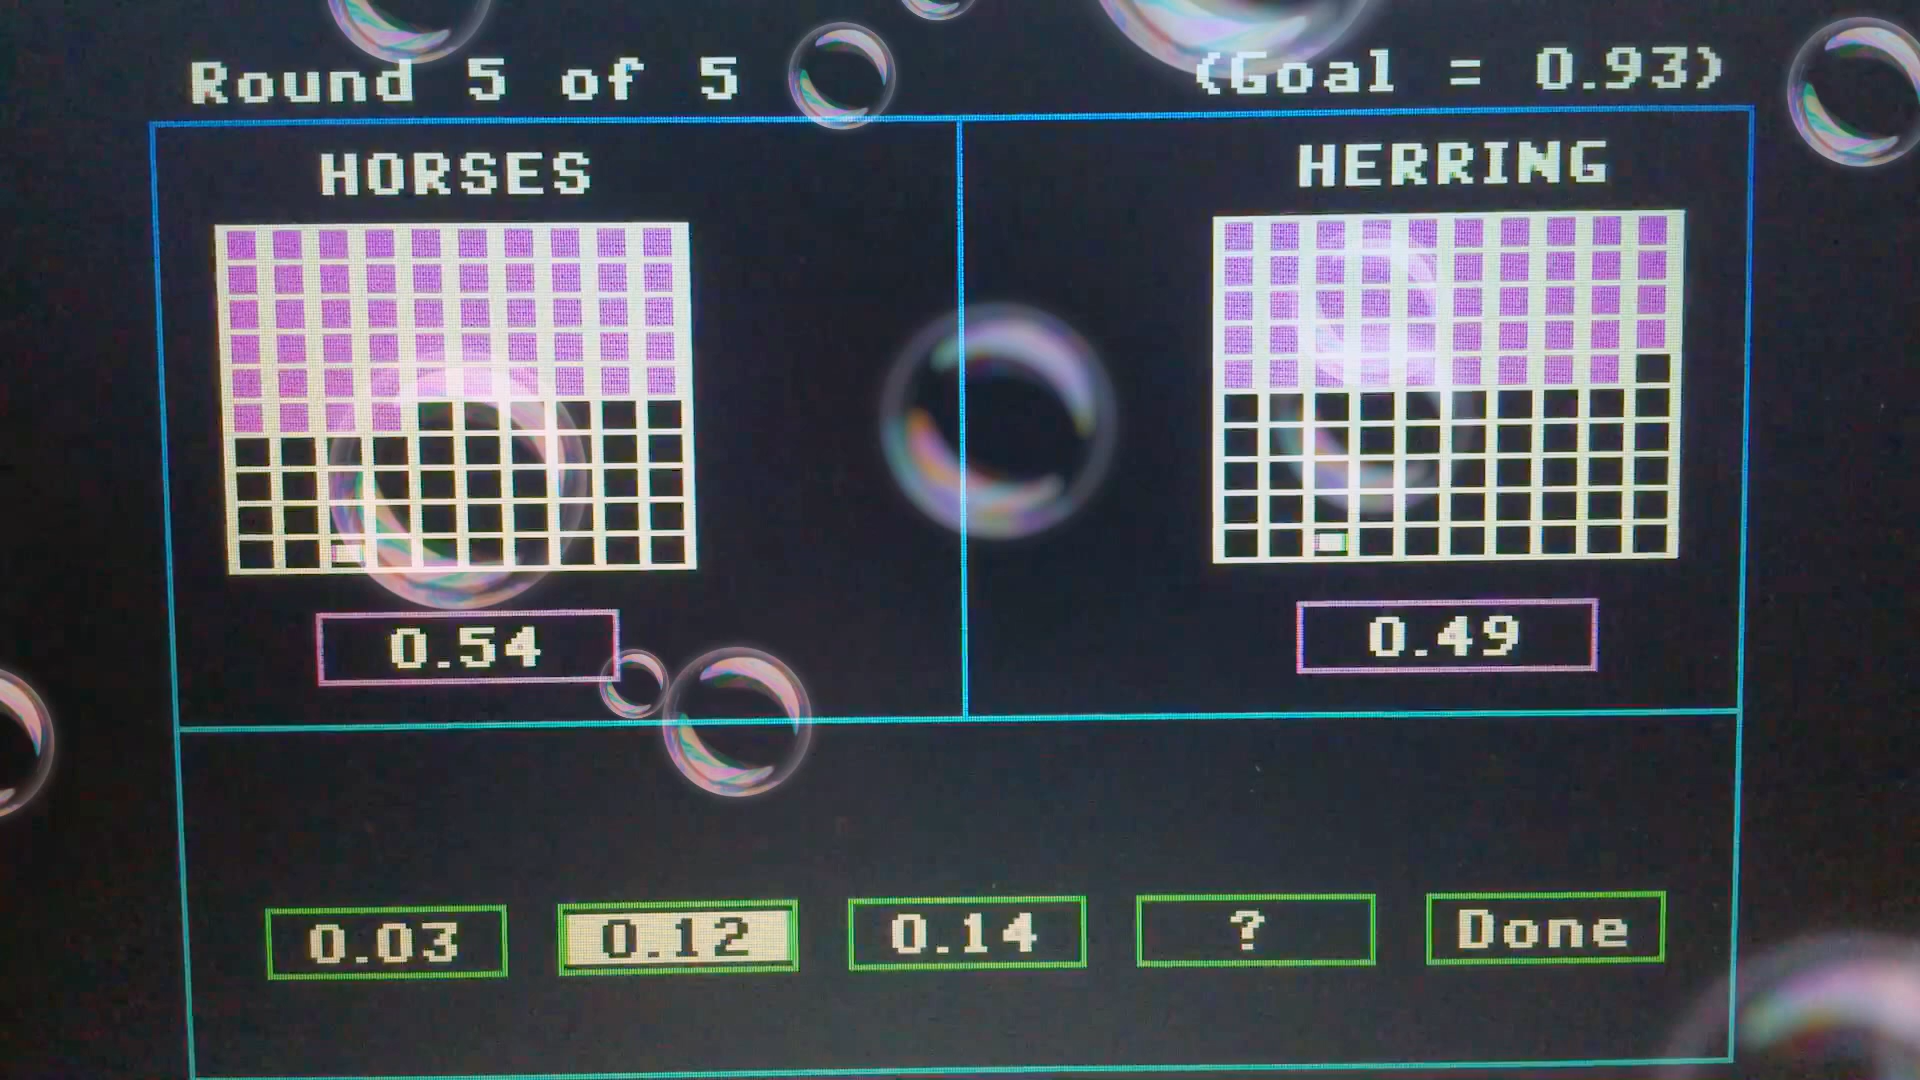 Round 5 of 5 (Goal = 0.93)
HORSES HERRING
0.54 0.49
0.03 0.12 0.14 ? Done